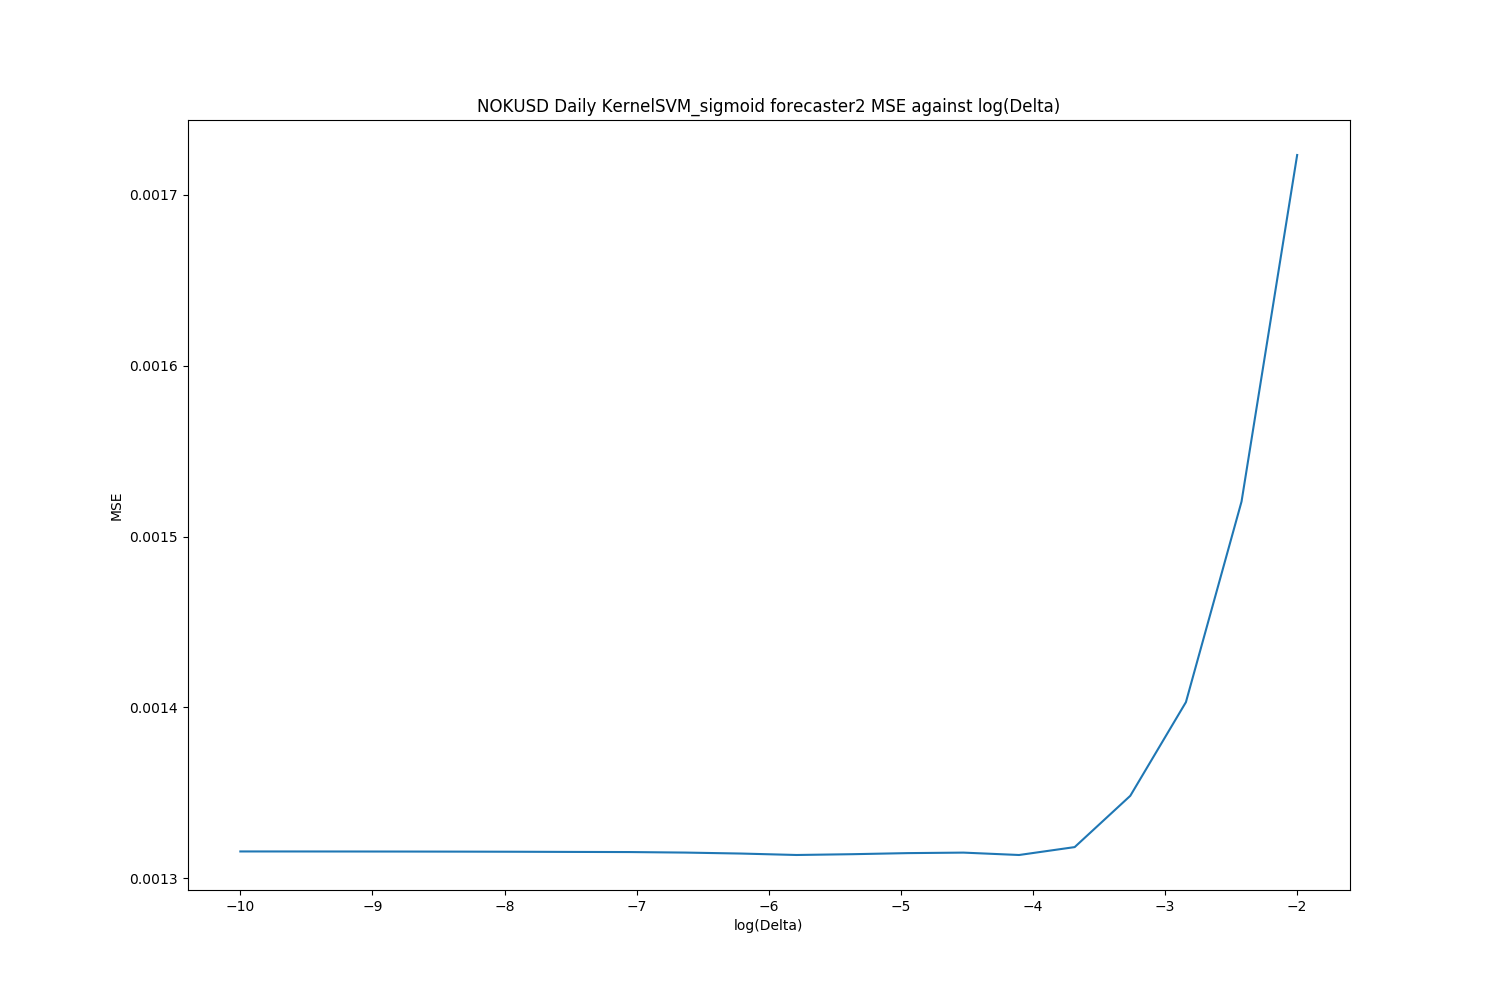 NOKUSD Daily KernelSVM_sigmoid forecaster2 MSE against log(Delta)
0.0017
0.0016
0.0015
0.0014
0.0013
MSE
−10 −9 −8 −7 −6 −5 −4 −3 −2
log(Delta)